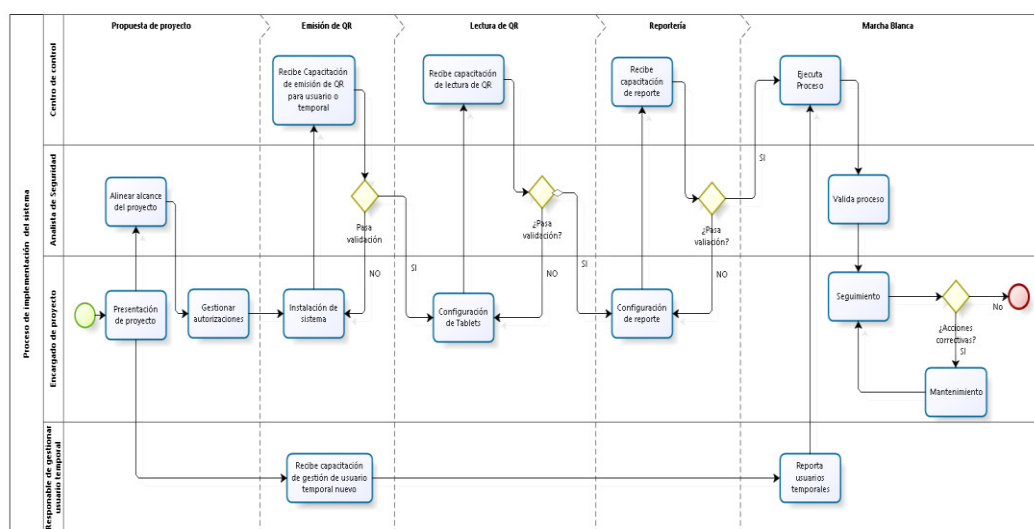 Proceso de implementación del sistema
Propuesta de proyecto
Emisión de QR
Lectura de QR
Reportería
Marcha Blanca
Centro de control
Recibe Capacitación
de emisión de QR
para usuario o
temporal
Recibe capacitación
de lectura de QR
Recibe
capacitación
de reporte
Ejecuta
Proceso
Analista de Seguridad
Alinear alcance
del proyecto
Pasa
validación
¿Pasa
validación?
¿Pasa
valiación?
SI
Valida proceso
Encargado de proyecto
Presentación
de proyecto
Gestionar
autorizaciones
Instalación de
sistema
NO
SI
Configuración
de Tablets
NO
SI
Configuración
de reporte
NO
Seguimiento
¿Acciones
correctivas?
No
SI
Mantenimiento
Responsable de gestionar
usuario temporal
Recibe capacitación
de gestión de usuario
temporal nuevo
Reporta
usuarios
temporales